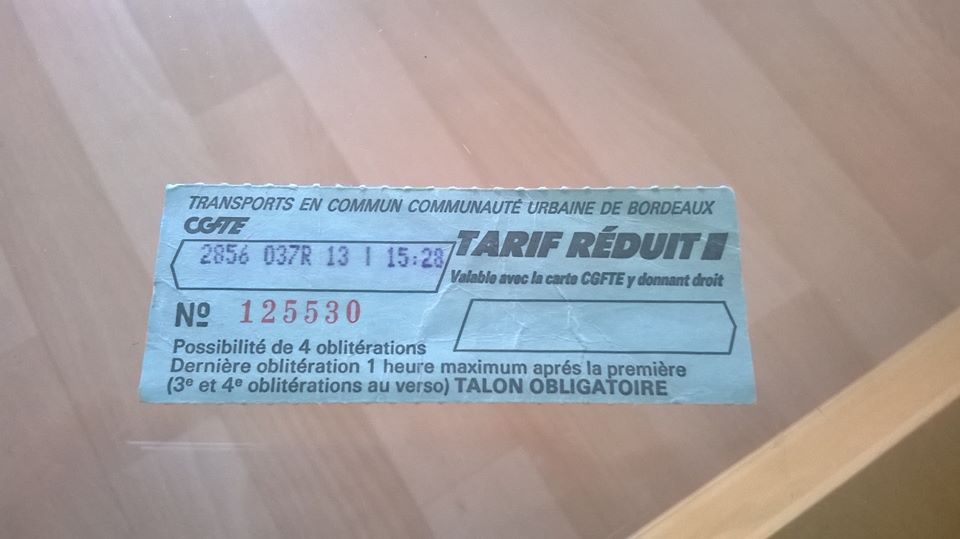 TRANSPORTS EN COMMUN COMMUNAUTÉ URBAINE DE BORDEAUX
CGFTE
2856 037R 13 | 15:28
TARIF RÉDUIT
Valable avec la carte CGFTE y donnant droit
Nº 125530
Possibilité de 4 oblitérations
Dernière oblitération 1 heure maximum aprés la première
(3e et 4e oblitérations au verso) TALON OBLIGATOIRE